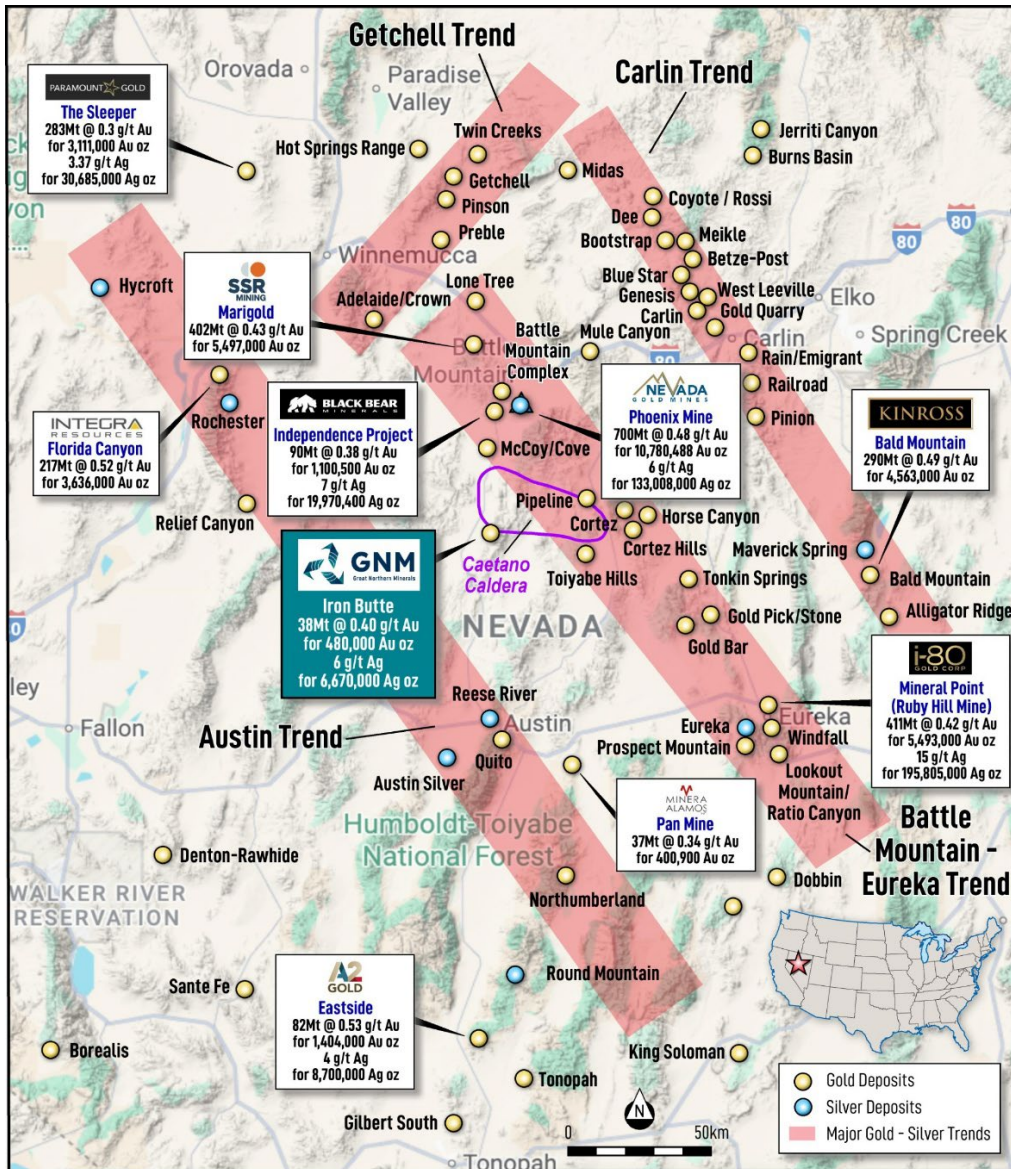 Getchell Trend
Carlin Trend
Orovada
Paradise
Valley
PARAMOUNT GOLD
The Sleeper
283Mt @ 0.3 g/t Au
for 3,111,000 Au oz
3.37 g/t Ag
for 30,685,000 Ag oz
Hot Springs Range
Twin Creeks
Getchell
Pinson
Preble
Midas
Jerriti Canyon
Burns Basin
Coyote / Rossi
Dee
Bootstrap
Meikle
Betze-Post
Blue Star
Genesis
West Leeville
Carlin
Gold Quarry
80
80
80
Winnemucca
Hycroft
Lone Tree
Adelaide/Crown
SSR
MINING
Marigold
402Mt @ 0.43 g/t Au
for 5,497,000 Au oz
Battle
Mountain
Battle
Mountain
Complex
Mule Canyon
Elko
Carlin
Spring Creek
Rain/Emigrant
Railroad
Pinion
INTEGRA
RESOURCES
Florida Canyon
217Mt @ 0.52 g/t Au
for 3,636,000 Au oz
Rochester
BLACK BEAR
MINERALS
Independence Project
90Mt @ 0.38 g/t Au
for 1,100,500 Au oz
7 g/t Ag
for 19,970,400 Ag oz
McCoy/Cove
NEVADA
GOLD MINES
Phoenix Mine
700Mt @ 0.48 g/t Au
for 10,780,488 Au oz
6 g/t Ag
for 133,008,000 Ag oz
KINROSS
Bald Mountain
290Mt @ 0.49 g/t Au
for 4,563,000 Au oz
Relief Canyon
Pipeline
Cortez
Horse Canyon
Cortez Hills
Caetano
Caldera
Toiyabe Hills
Maverick Spring
Bald Mountain
Alligator Ridge
Tonkin Springs
Gold Pick/Stone
Gold Bar
GNM
Great Northern Minerals
Iron Butte
38Mt @ 0.40 g/t Au
for 480,000 Au oz
6 g/t Ag
for 6,670,000 Ag oz
NEVADA
80
ley
Fallon
Reese River
Austin Trend
Austin
Quito
Austin Silver
Eureka
Eureka
Windfall
Prospect Mountain
Lookout
Mountain/
Ratio Canyon
i-80
GOLD CORP
Mineral Point
(Ruby Hill Mine)
411Mt @ 0.42 g/t Au
for 5,493,000 Au oz
15 g/t Ag
for 195,805,000 Ag oz
MINERA
ALAMOS
Pan Mine
37Mt @ 0.34 g/t Au
for 400,900 Au oz
Battle
Mountain -
Eureka Trend
Humboldt-Toiyabe
National Forest
Denton-Rawhide
WALKER RIVER
RESERVATION
Northumberland
Dobbin
Round Mountain
Sante Fe
A2
GOLD
Eastside
82Mt @ 0.53 g/t Au
for 1,404,000 Au oz
4 g/t Ag
for 8,700,000 Ag oz
Borealis
King Soloman
Tonopah
Gilbert South
Tonopah
N
0 50km
Gold Deposits
Silver Deposits
Major Gold - Silver Trends